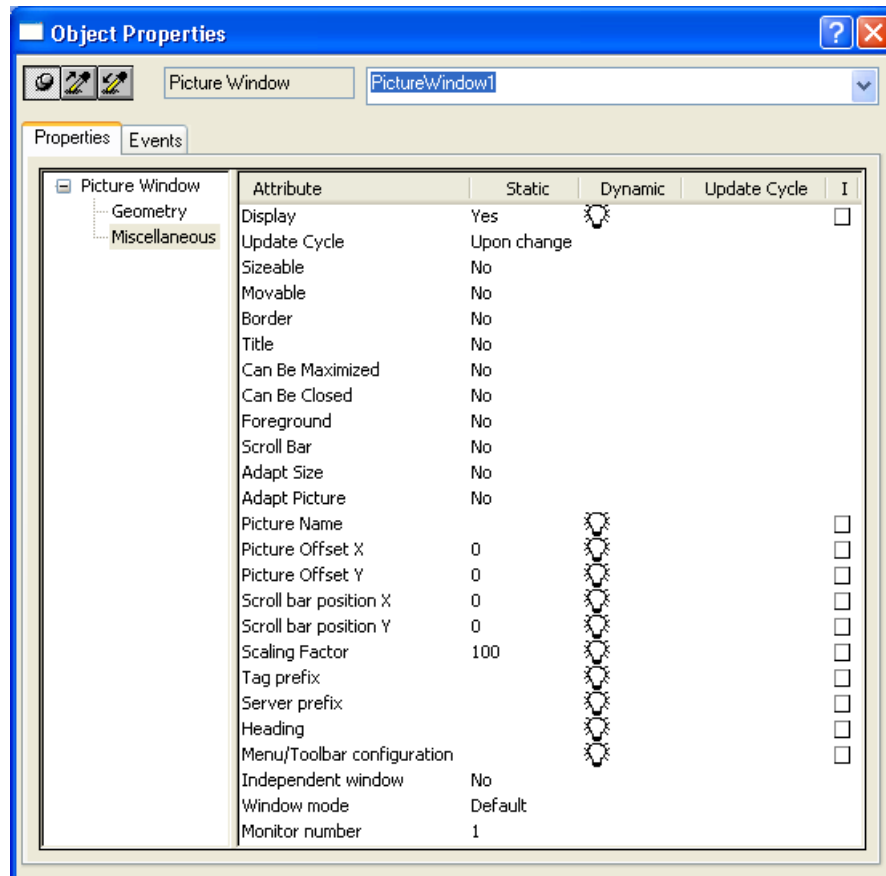 Object Properties
Picture Window PictureWindow1
Properties Events
Picture Window
Geometry
Miscellaneous
Attribute Static Dynamic Update Cycle I
Display Yes
Update Cycle Upon change
Sizeable No
Movable No
Border No
Title No
Can Be Maximized No
Can Be Closed No
Foreground No
Scroll Bar No
Adapt Size No
Adapt Picture No
Picture Name
Picture Offset X 0
Picture Offset Y 0
Scroll bar position X 0
Scroll bar position Y 0
Scaling Factor 100
Tag prefix
Server prefix
Heading
Menu/Toolbar configuration
Independent window No
Window mode Default
Monitor number 1